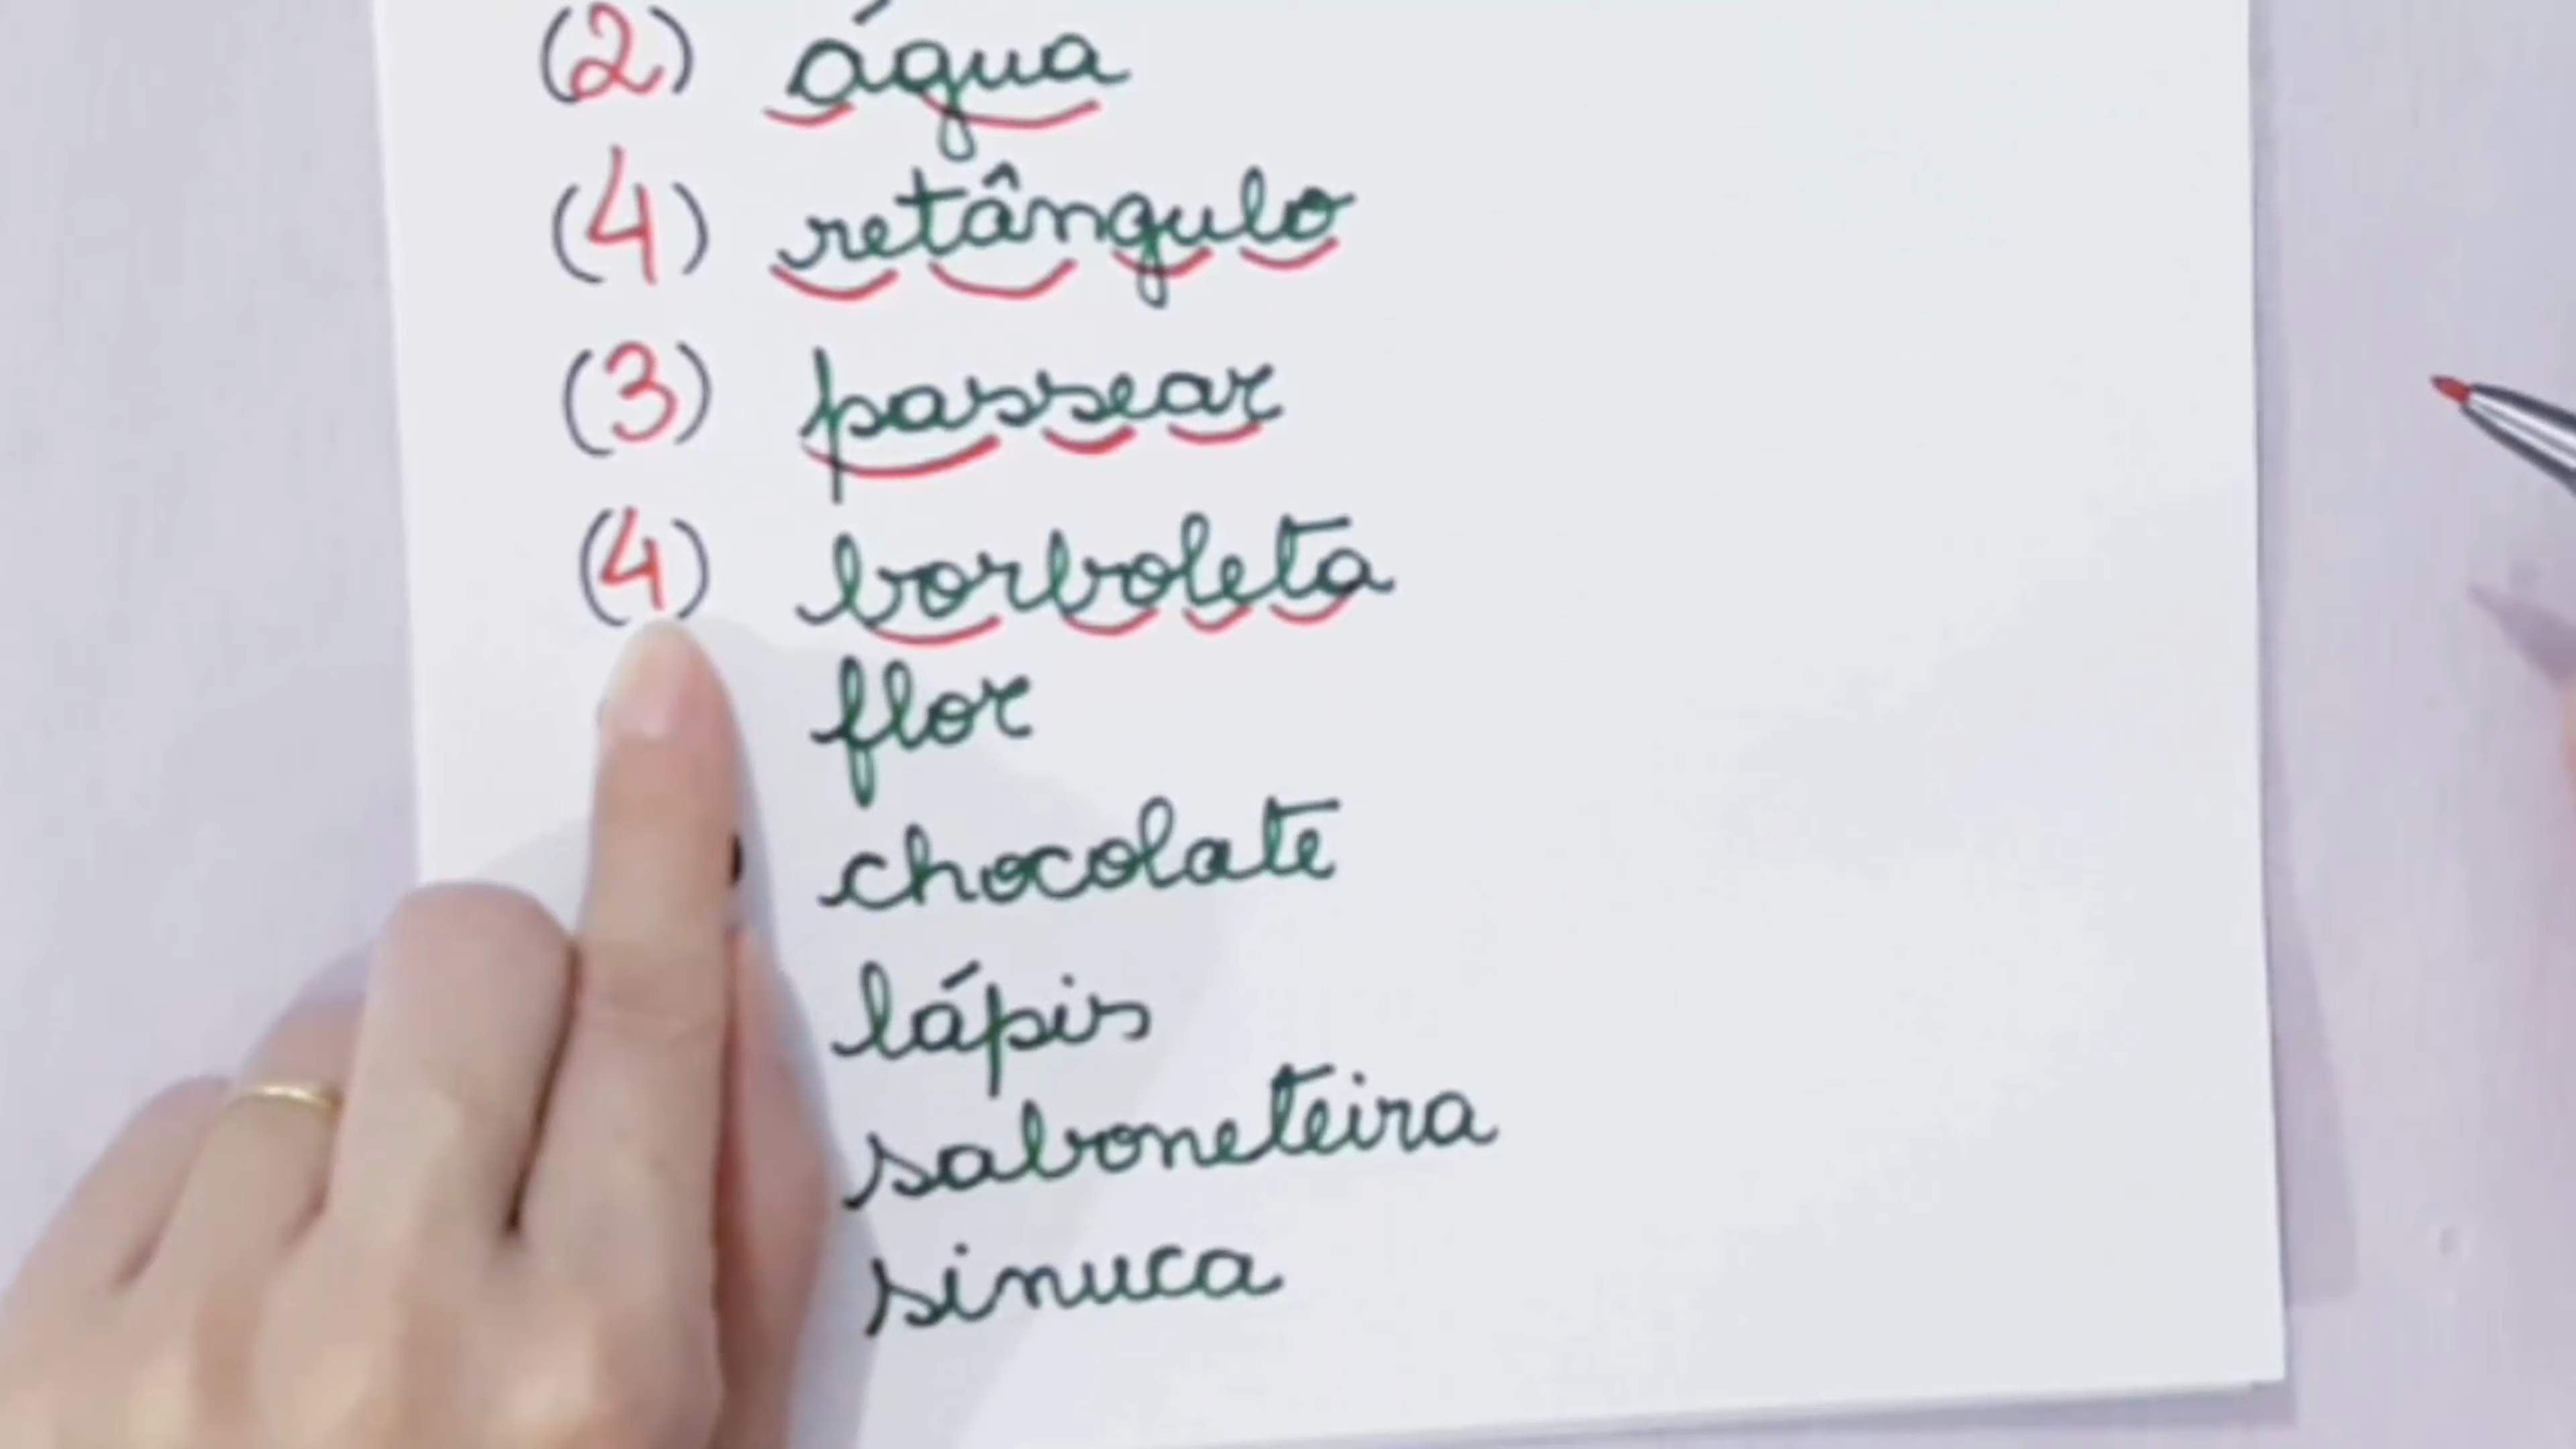 (2) água
(4) retângulo
(3) passear
(4) borboleta
flor
chocolate
lápis
saboneteira
sinuca